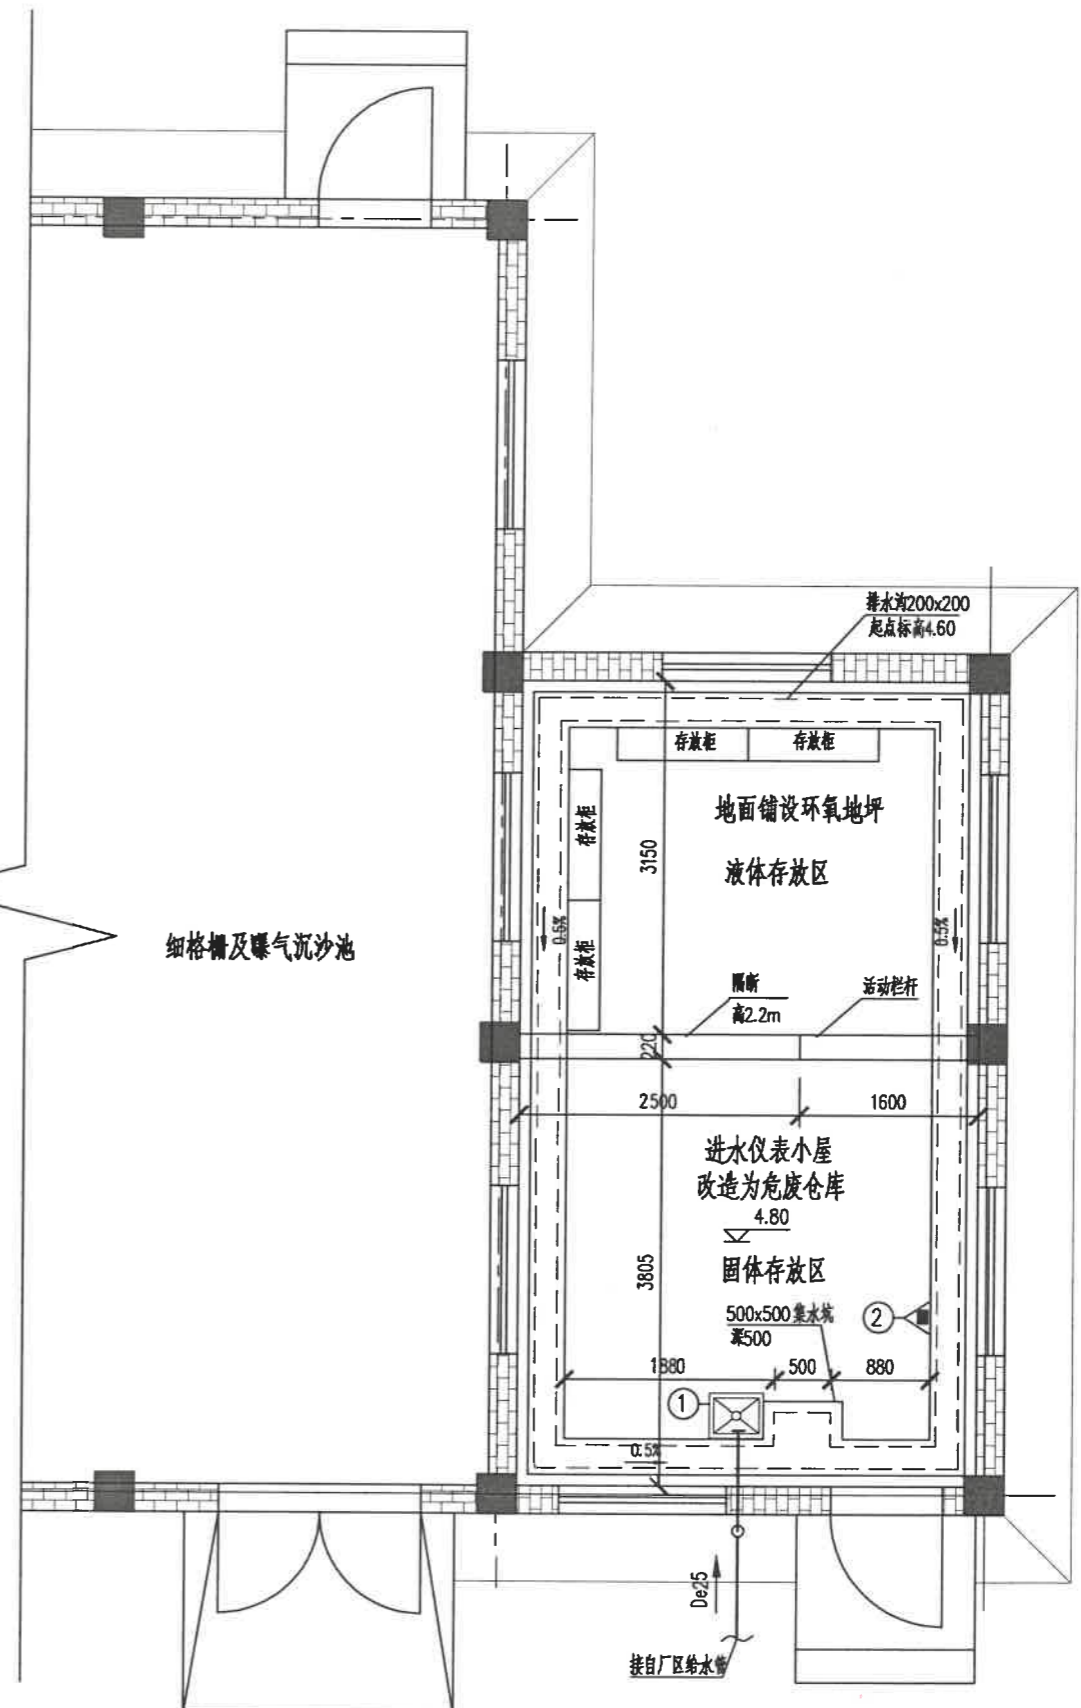 排水沟200x200
起点标高4.60
存放柜
存放柜
地面铺设环氧地坪
存放柜
3150
液体存放区
0.5%
0.5%
细格栅及曝气沉沙池
存放柜
隔断
高2.2m
活动栏杆
220
2500
1600
进水仪表小屋
改造为危废仓库
4.80
3805
固体存放区
500x500集水坑
深500
2
1880
500
880
1
0.5%
De25
接自厂区给水管